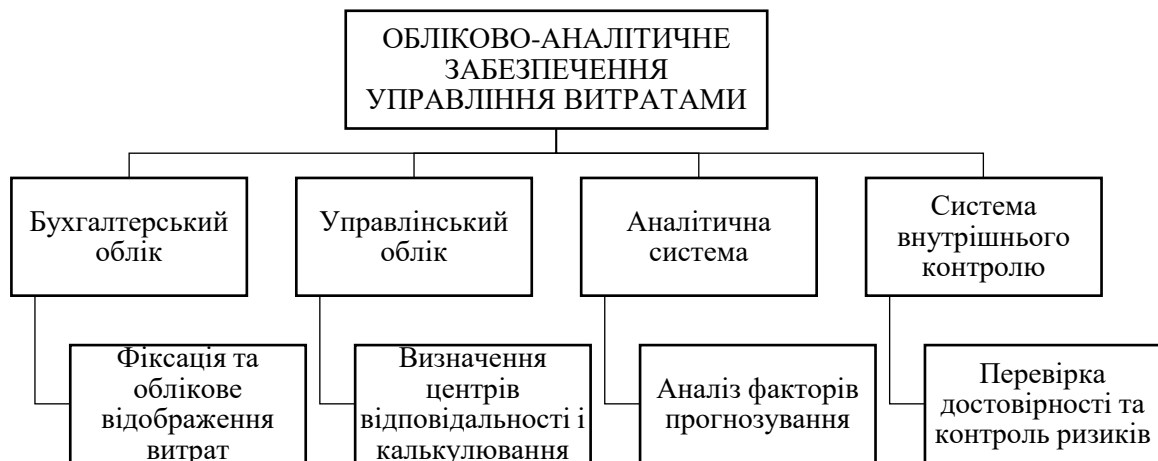 ОБЛІКОВО-АНАЛІТИЧНЕ
ЗАБЕЗПЕЧЕННЯ
УПРАВЛІННЯ ВИТРАТАМИ
Бухгалтерський
облік
Управлінський
облік
Аналітична
система
Система
внутрішнього
контролю
Фіксація та
облікове
відображення
витрат
Визначення
центрів
відповідальності і
калькулювання
Аналіз факторів
прогнозування
Перевірка
достовірності та
контроль ризиків